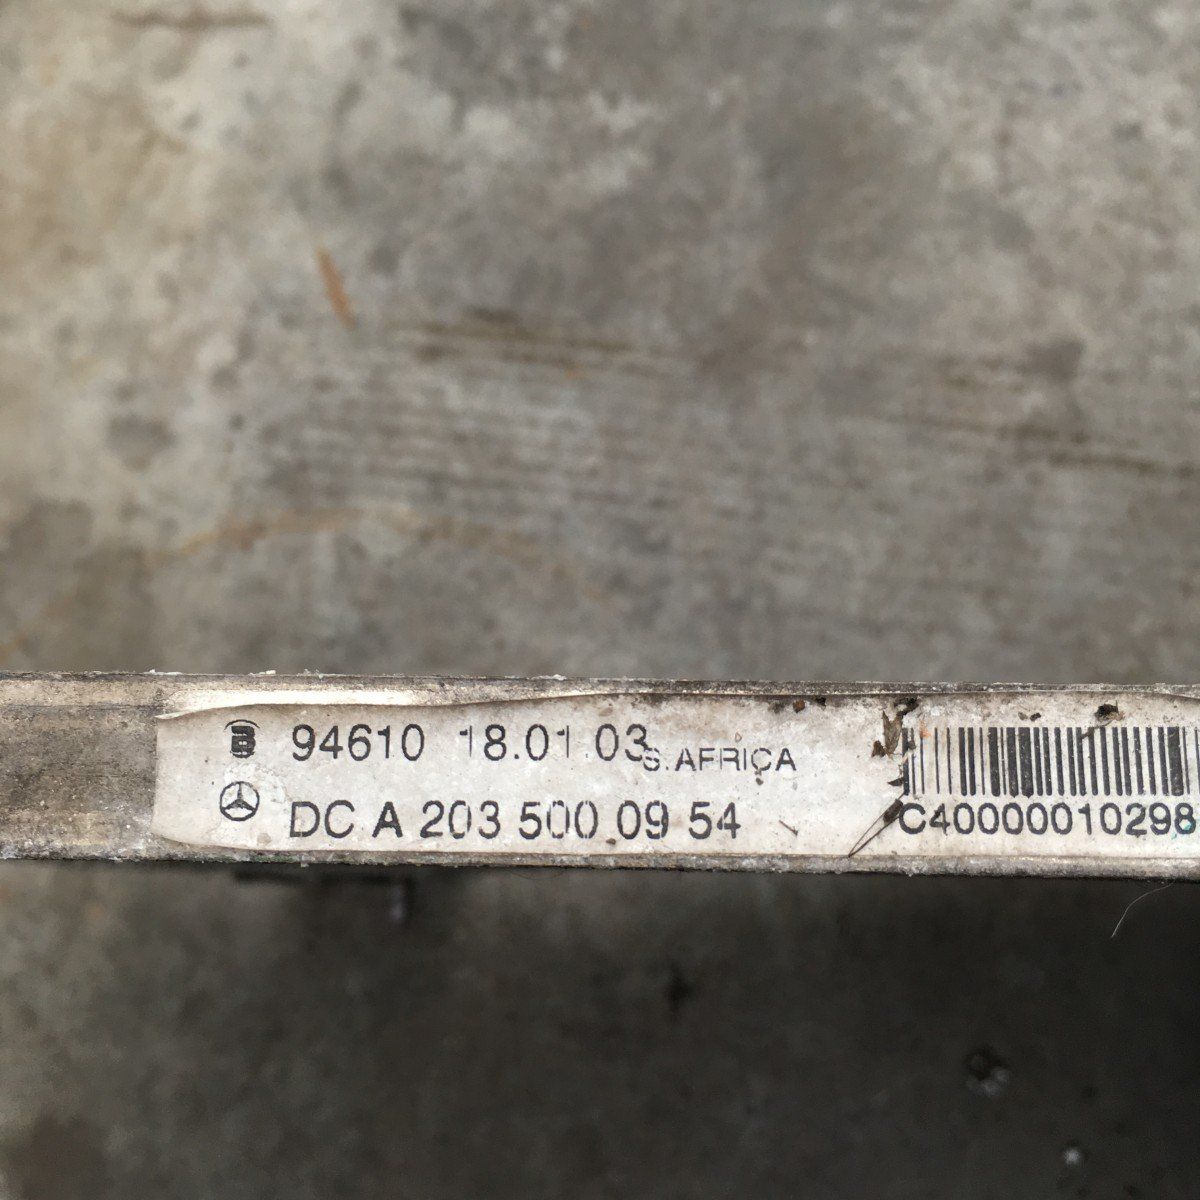 B 94610 18.01.03 S. AFRICA
DC A 203 500 09 54
C40000010298